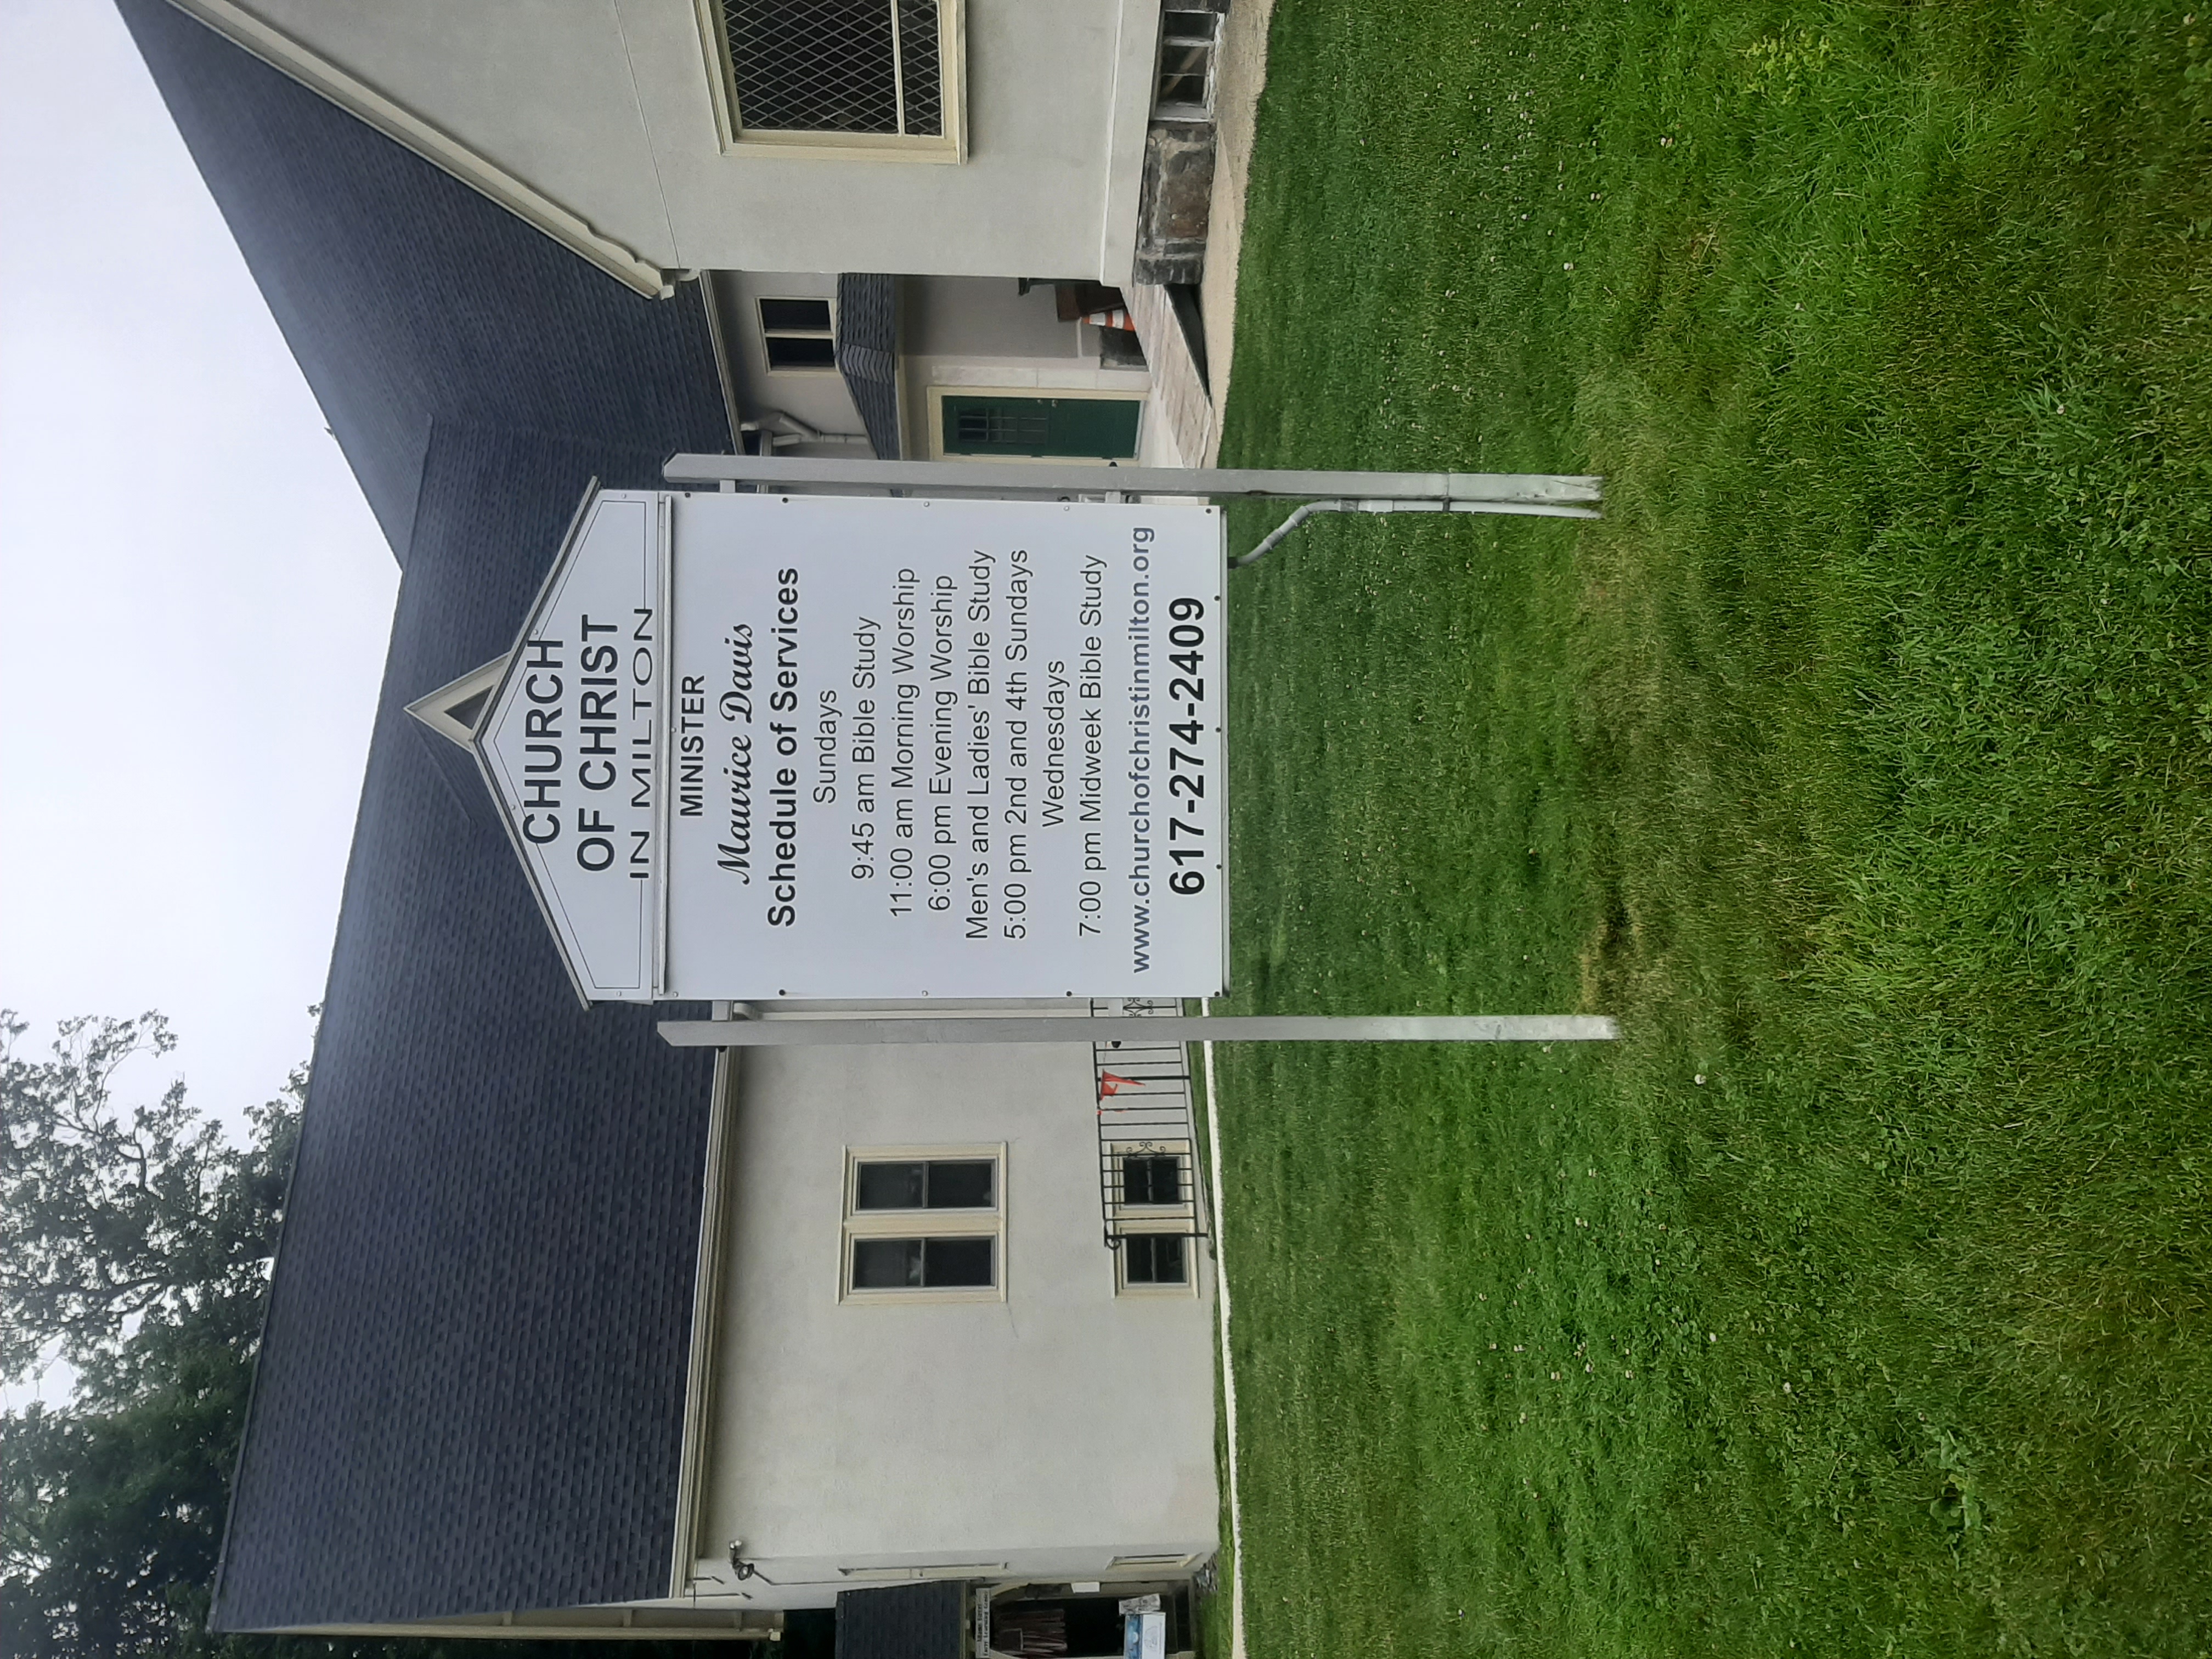 CHURCH
OF CHRIST
IN MILTON
MINISTER
Maurice Davis
Schedule of Services
Sundays
9:45 am Bible Study
11:00 am Morning Worship
6:00 pm Evening Worship
Men's and Ladies' Bible Study
5:00 pm 2nd and 4th Sundays
Wednesdays
7:00 pm Midweek Bible Study
www.churchofchristinmilton.org
617-274-2409